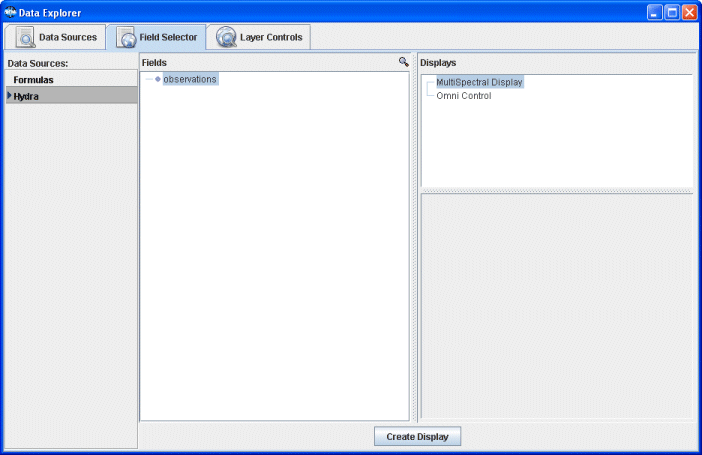 Data Explorer
Data Sources
Field Selector
Layer Controls
Data Sources:
Formulas
Hydra
Fields
observations
Displays
MultiSpectral Display
Omni Control
Create Display